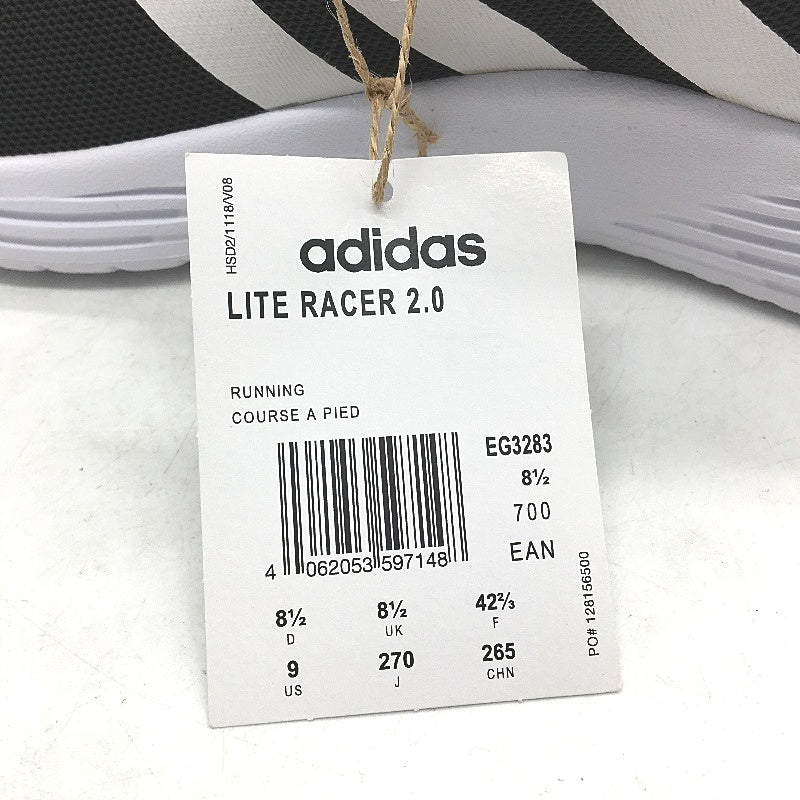 HSD2/1118/V08
adidas
LITE RACER 2.0
RUNNING
COURSE A PIED
EG3283
8½
700
EAN
4 062053 597148
8½ 8½ 42⅔
D UK F
9 270 265
US J CHN
PO# 128156500